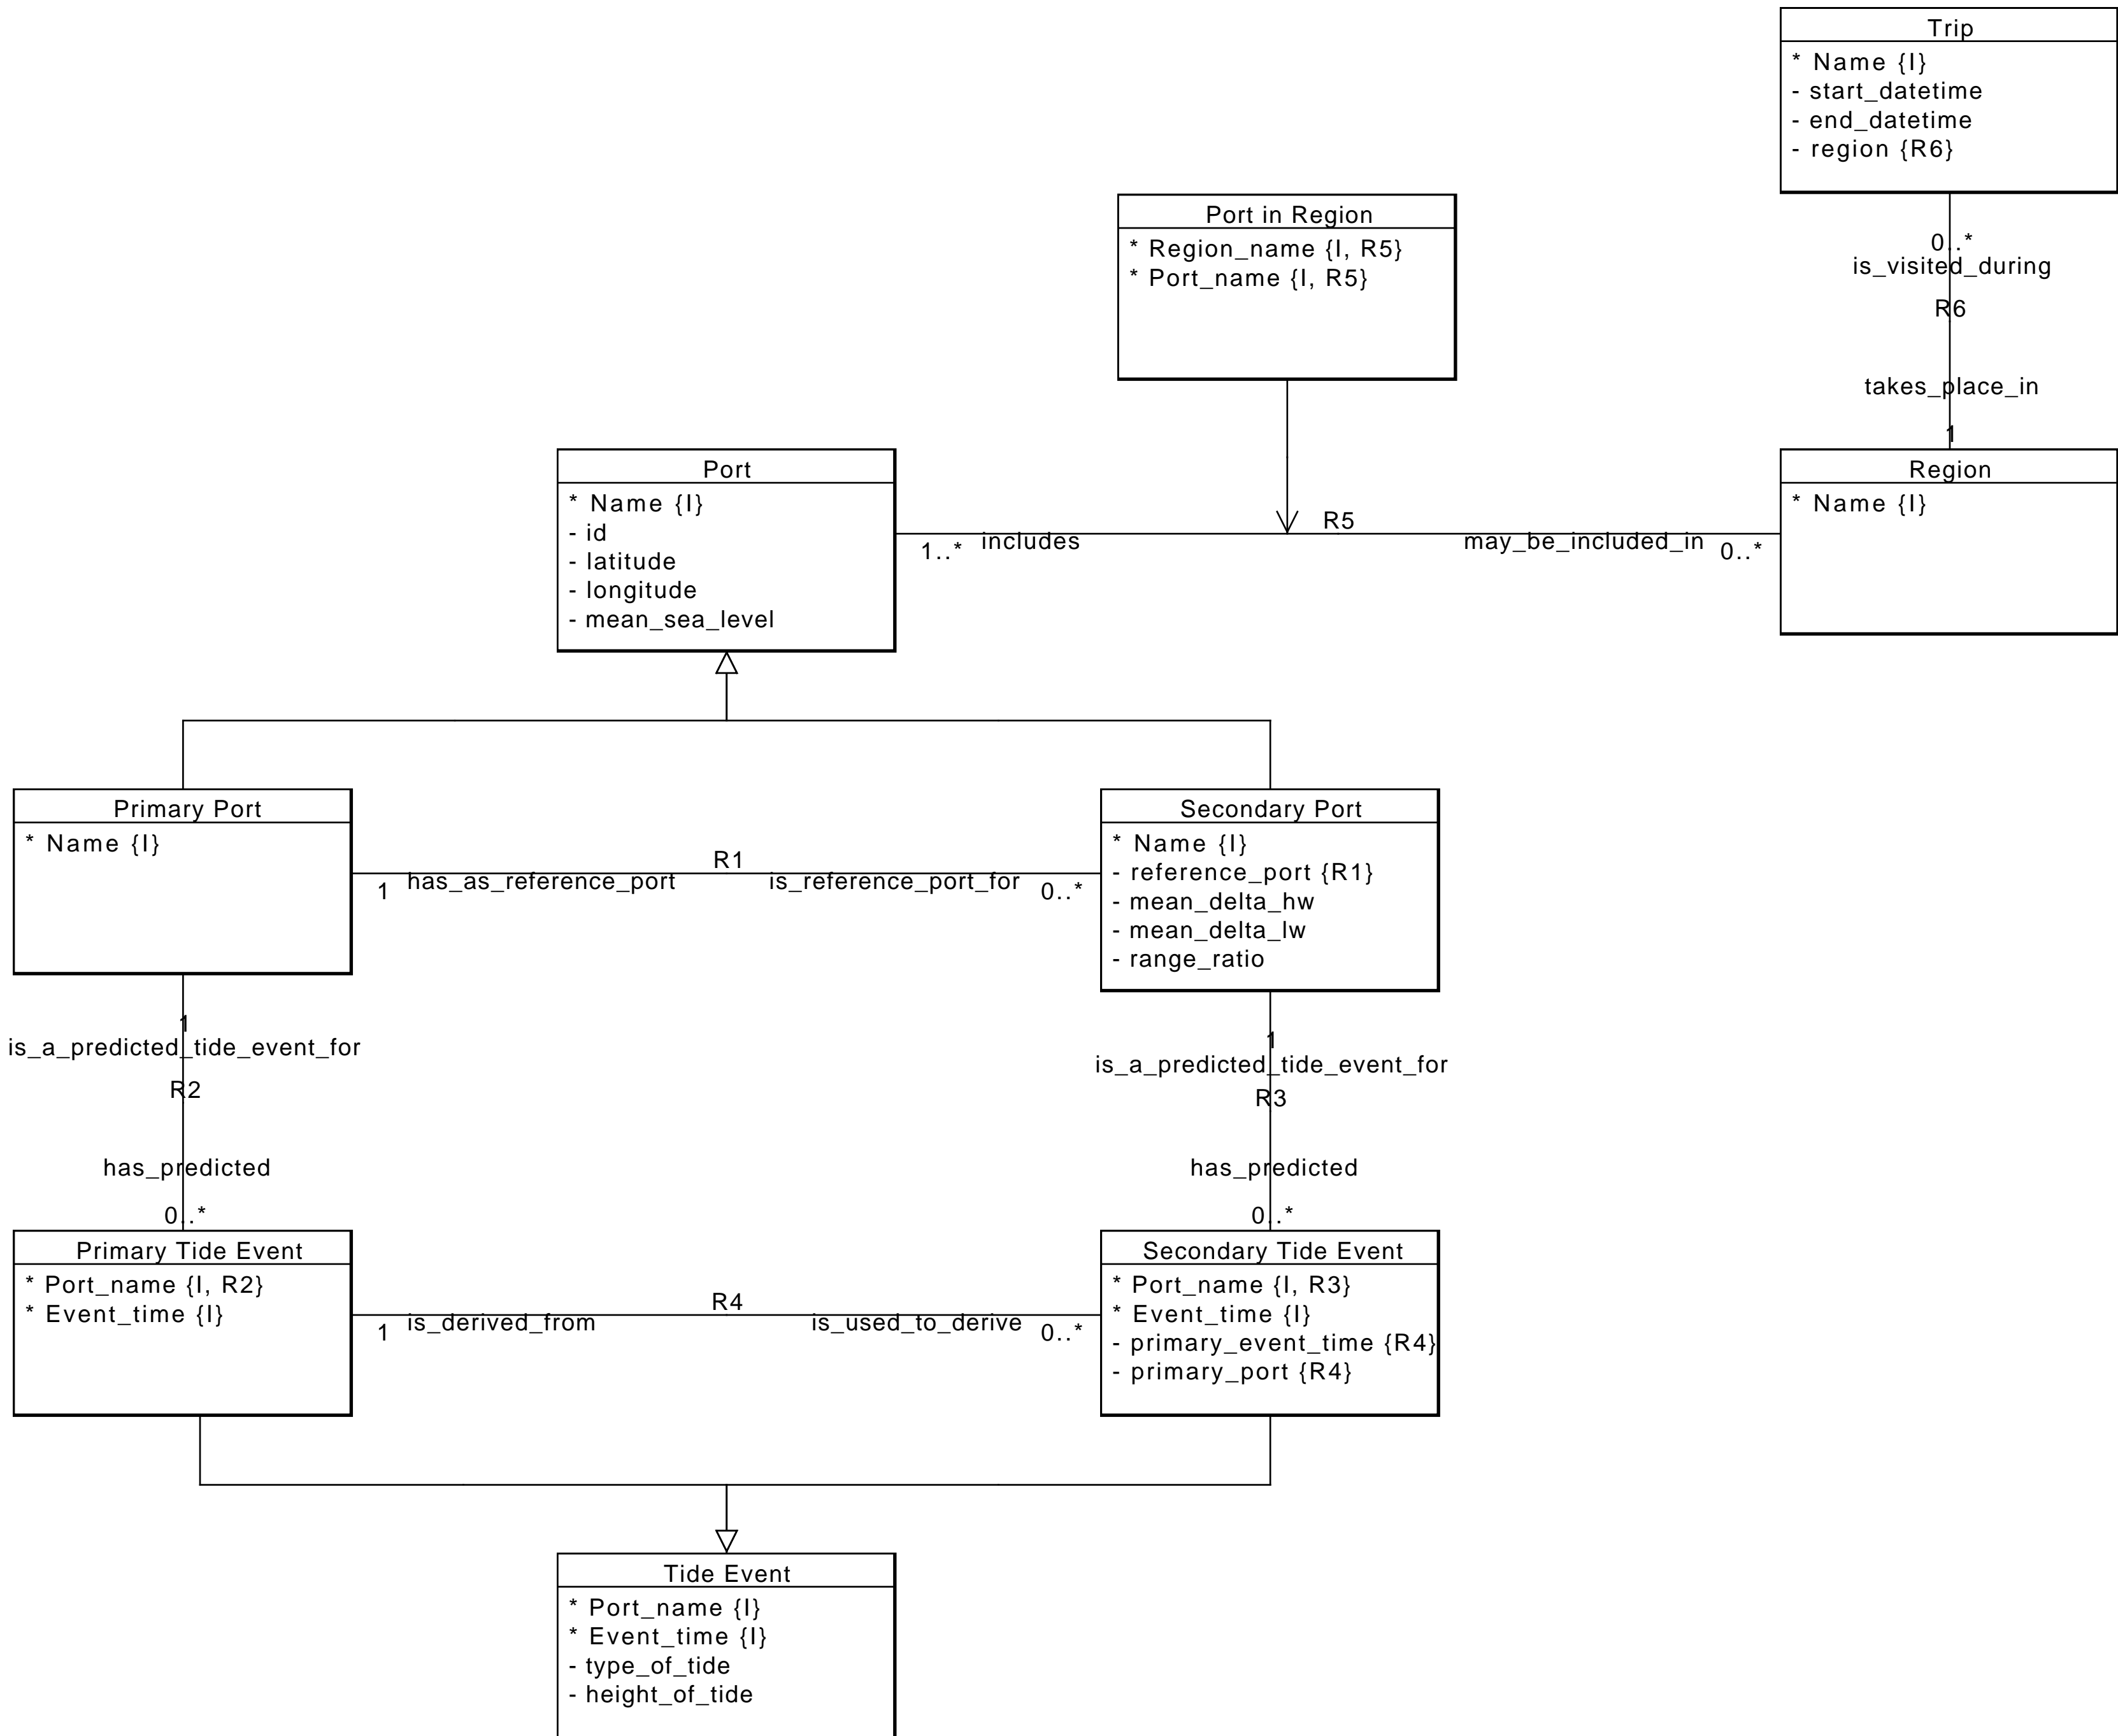 Trip
* Name {I}
- start_datetime
- end_datetime
- region {R6}
Port in Region
* Region_name {I, R5}
* Port_name {I, R5}
0..*
is_visited_during
R6
takes_place_in
1
Port
* Name {I}
- id
- latitude
- longitude
- mean_sea_level
R5
1..*
includes
may_be_included_in
0..*
Region
* Name {I}
Primary Port
* Name {I}
R1
1
has_as_reference_port
is_reference_port_for
0..*
Secondary Port
* Name {I}
- reference_port {R1}
- mean_delta_hw
- mean_delta_lw
- range_ratio
1
is_a_predicted_tide_event_for
R2
has_predicted
0..*
1
is_a_predicted_tide_event_for
R3
has_predicted
0..*
Primary Tide Event
* Port_name {I, R2}
* Event_time {I}
R4
1
is_derived_from
is_used_to_derive
0..*
Secondary Tide Event
* Port_name {I, R3}
* Event_time {I}
- primary_event_time {R4}
- primary_port {R4}
Tide Event
* Port_name {I}
* Event_time {I}
- type_of_tide
- height_of_tide